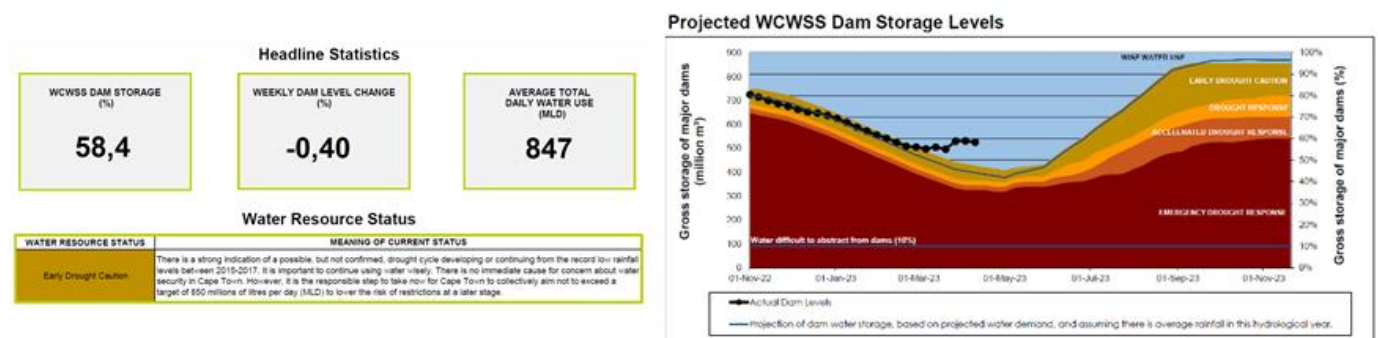 Projected WCWSS Dam Storage Levels
Headline Statistics
WCWSS DAM STORAGE
(%)
58,4
WEEKLY DAM LEVEL CHANGE
(%)
-0,40
AVERAGE TOTAL
DAILY WATER USE
(MLD)
847
Water Resource Status
WATER RESOURCE STATUS
MEANING OF CURRENT STATUS
Early Drought Caution
There is a strong indication of a possible, but not confirmed, drought cycle developing or continuing from the record low rainfall
levels between 2015-2017. It is important to continue using water wisely. There is no immediate cause for concern about water
security in Cape Town. However, it is the responsible step to take now for Cape Town to collectively aim not to exceed a
target of 850 millions of litres per day (MLD) to lower the risk of restrictions at a later stage.
Gross storage of major dams
(million m³)
900
800
700
600
500
400
300
200
100
0
WISE WATER USE
EARLY DROUGHT CAUTION
DROUGHT RESPONSE
ACCELERATED DROUGHT RESPONSE
EMERGENCY DROUGHT RESPONSE
Water difficult to abstract from dams (10%)
100%
90%
80%
70%
60%
50%
40%
30%
20%
10%
0%
Gross storage of major dams (%)
01-Nov-22
01-Jan-23
01-Mar-23
01-May-23
01-Jul-23
01-Sep-23
01-Nov-23
Actual Dam Levels
Projection of dam water storage, based on projected water demand, and assuming there is average rainfall in this hydrological year.